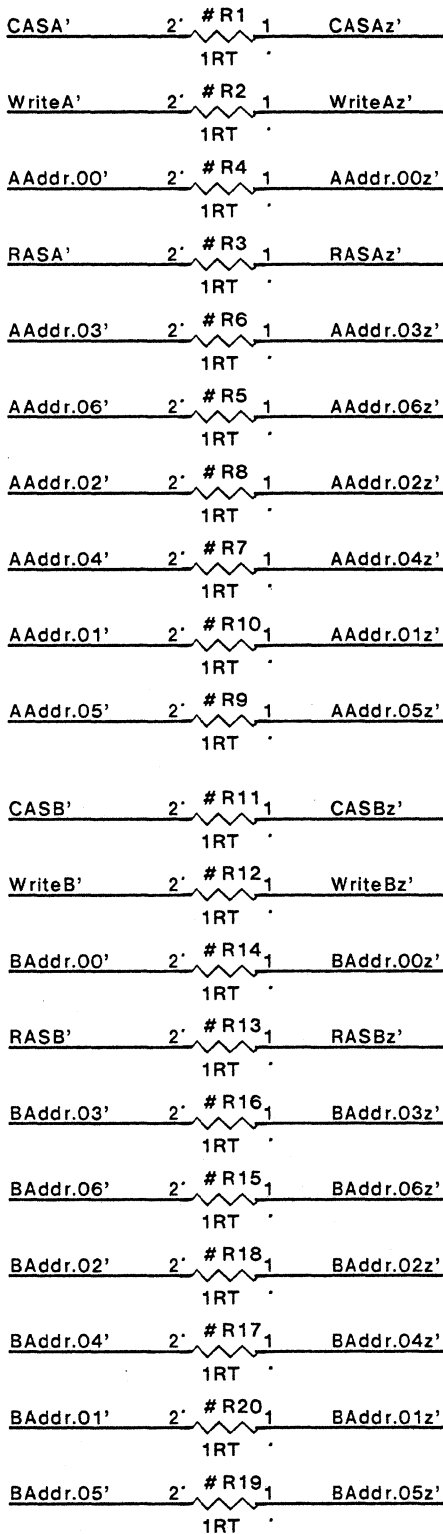 CASA' 2 #R1 1 CASAz'
1RT
WriteA' 2 #R2 1 WriteAz'
1RT
AAddr.00' 2 #R4 1 AAddr.00z'
1RT
RASA' 2 #R3 1 RASAz'
1RT
AAddr.03' 2 #R6 1 AAddr.03z'
1RT
AAddr.06' 2 #R5 1 AAddr.06z'
1RT
AAddr.02' 2 #R8 1 AAddr.02z'
1RT
AAddr.04' 2 #R7 1 AAddr.04z'
1RT
AAddr.01' 2 #R10 1 AAddr.01z'
1RT
AAddr.05' 2 #R9 1 AAddr.05z'
1RT
CASB' 2 #R11 1 CASBz'
1RT
WriteB' 2 #R12 1 WriteBz'
1RT
BAddr.00' 2 #R14 1 BAddr.00z'
1RT
RASB' 2 #R13 1 RASBz'
1RT
BAddr.03' 2 #R16 1 BAddr.03z'
1RT
BAddr.06' 2 #R15 1 BAddr.06z'
1RT
BAddr.02' 2 #R18 1 BAddr.02z'
1RT
BAddr.04' 2 #R17 1 BAddr.04z'
1RT
BAddr.01' 2 #R20 1 BAddr.01z'
1RT
BAddr.05' 2 #R19 1 BAddr.05z'
1RT